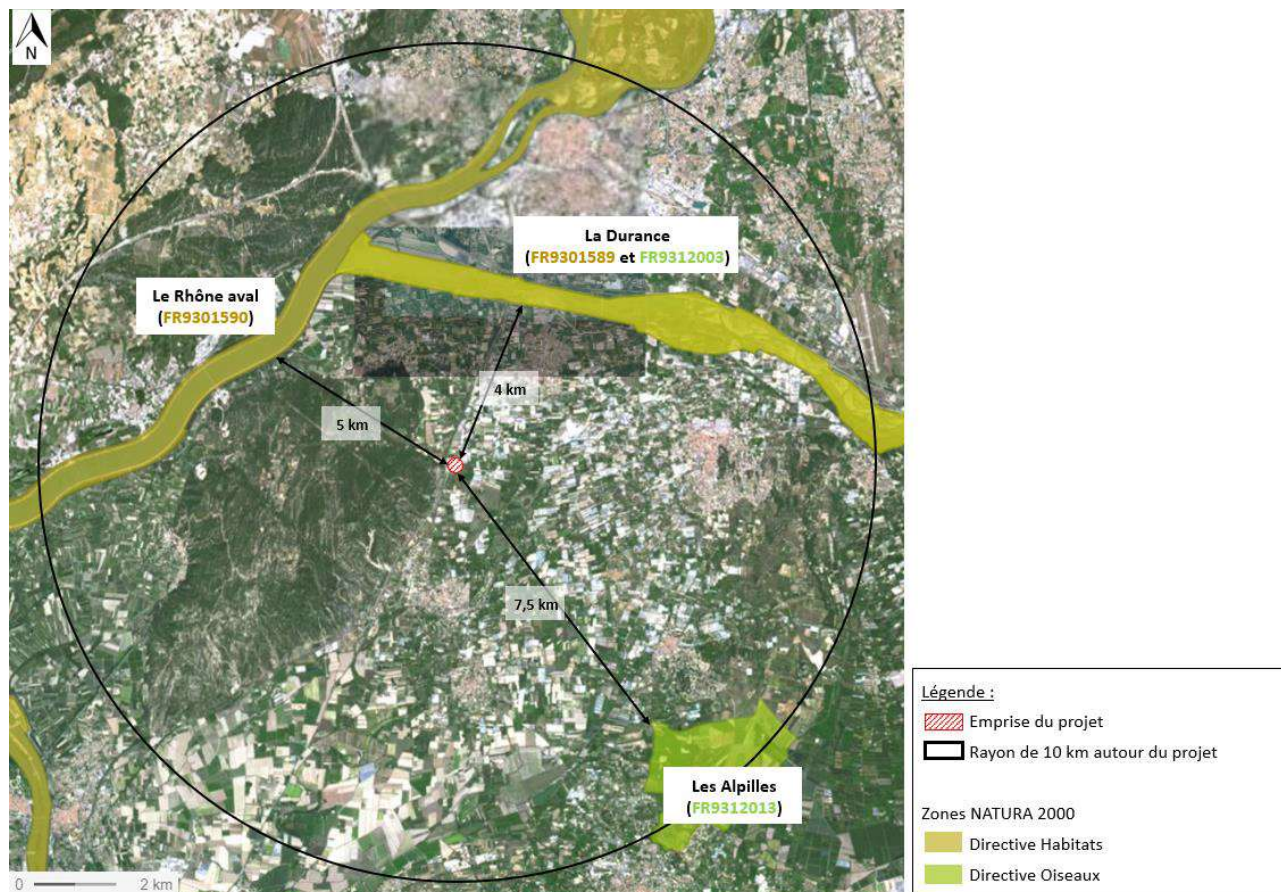 N
La Durance
(FR9301589 et FR9312003)
Le Rhône aval
(FR9301590)
4 km
5 km
7,5 km
Les Alpilles
(FR9312013)
0 2 km
Légende :
Emprise du projet
Rayon de 10 km autour du projet
Zones NATURA 2000
Directive Habitats
Directive Oiseaux